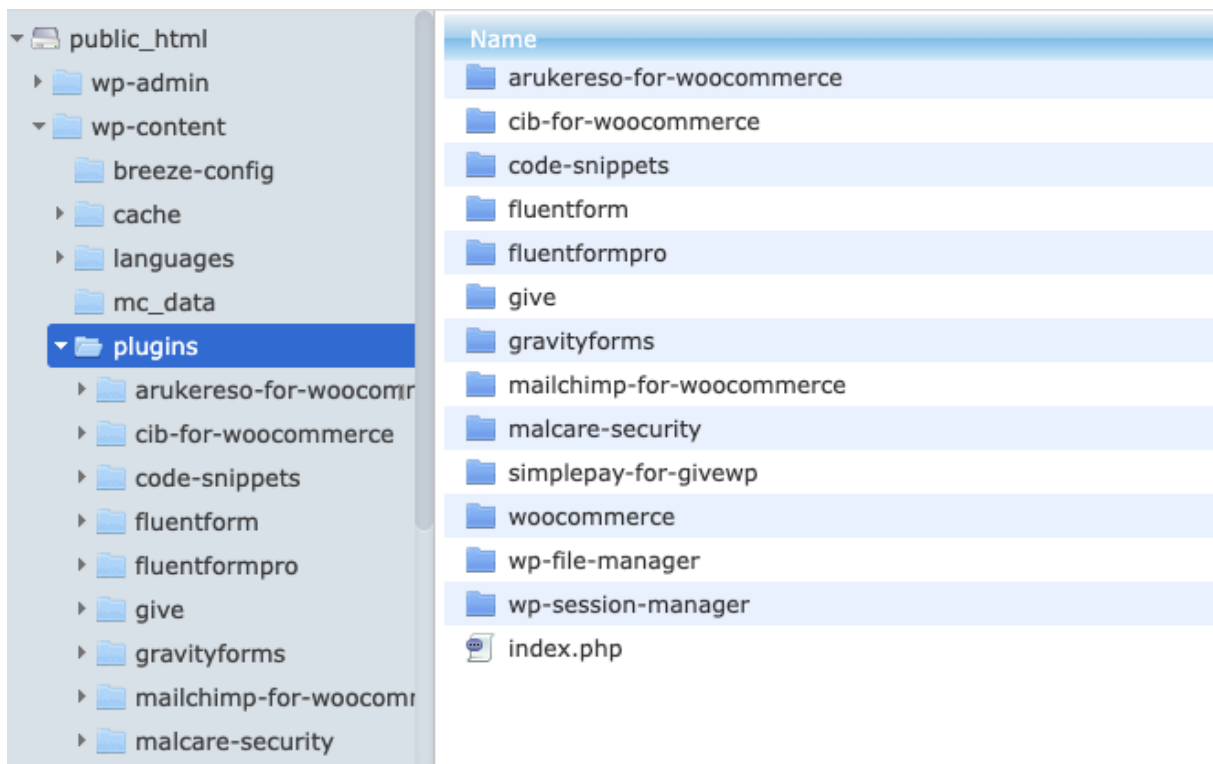 public_html
wp-admin
wp-content
breeze-config
cache
languages
mc_data
plugins
arukereso-for-woocomr
cib-for-woocommerce
code-snippets
fluentform
fluentformpro
give
gravityforms
mailchimp-for-woocomr
malcare-security
Name
arukereso-for-woocommerce
cib-for-woocommerce
code-snippets
fluentform
fluentformpro
give
gravityforms
mailchimp-for-woocommerce
malcare-security
simplepay-for-givewp
woocommerce
wp-file-manager
wp-session-manager
index.php